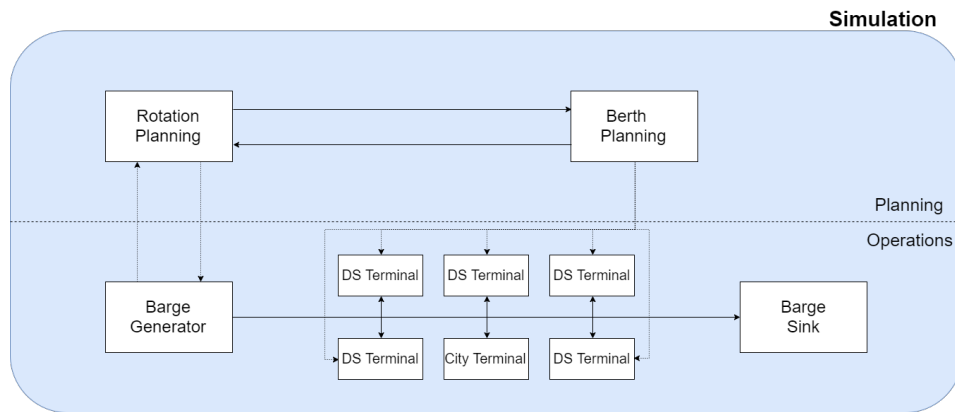 Simulation
Rotation
Planning
Berth
Planning
Planning
Operations
DS Terminal
DS Terminal
DS Terminal
Barge
Generator
Barge
Sink
DS Terminal
City Terminal
DS Terminal